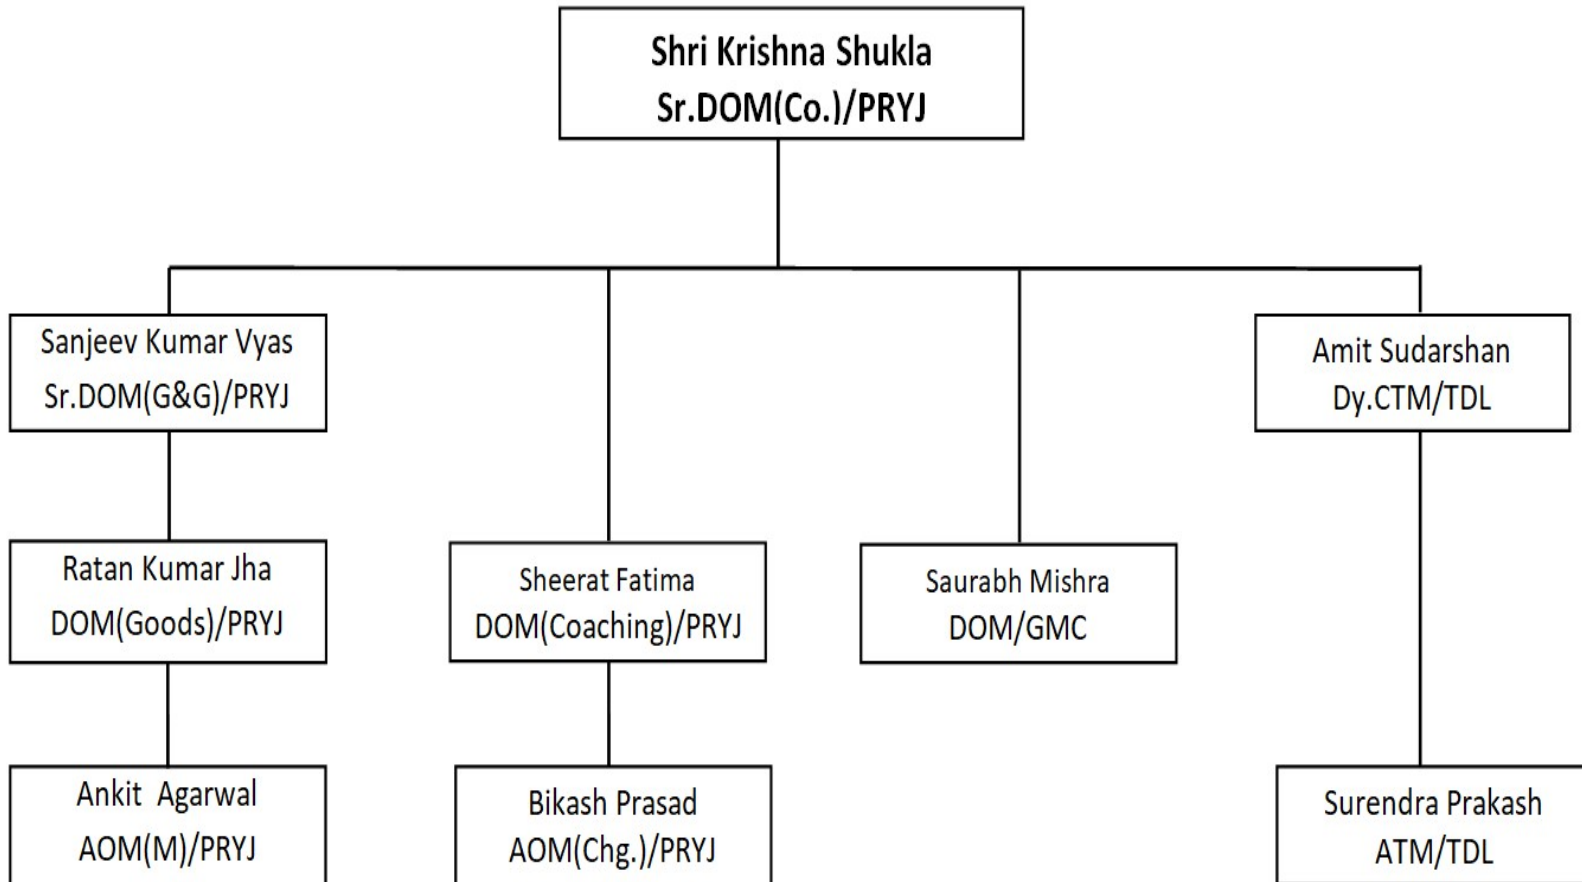 Shri Krishna Shukla
Sr.DOM(Co.)/PRYJ
Sanjeev Kumar Vyas
Sr.DOM(G&G)/PRYJ
Amit Sudarshan
Dy.CTM/TDL
Ratan Kumar Jha
DOM(Goods)/PRYJ
Sheerat Fatima
DOM(Coaching)/PRYJ
Saurabh Mishra
DOM/GMC
Ankit Agarwal
AOM(M)/PRYJ
Bikash Prasad
AOM(Chg.)/PRYJ
Surendra Prakash
ATM/TDL